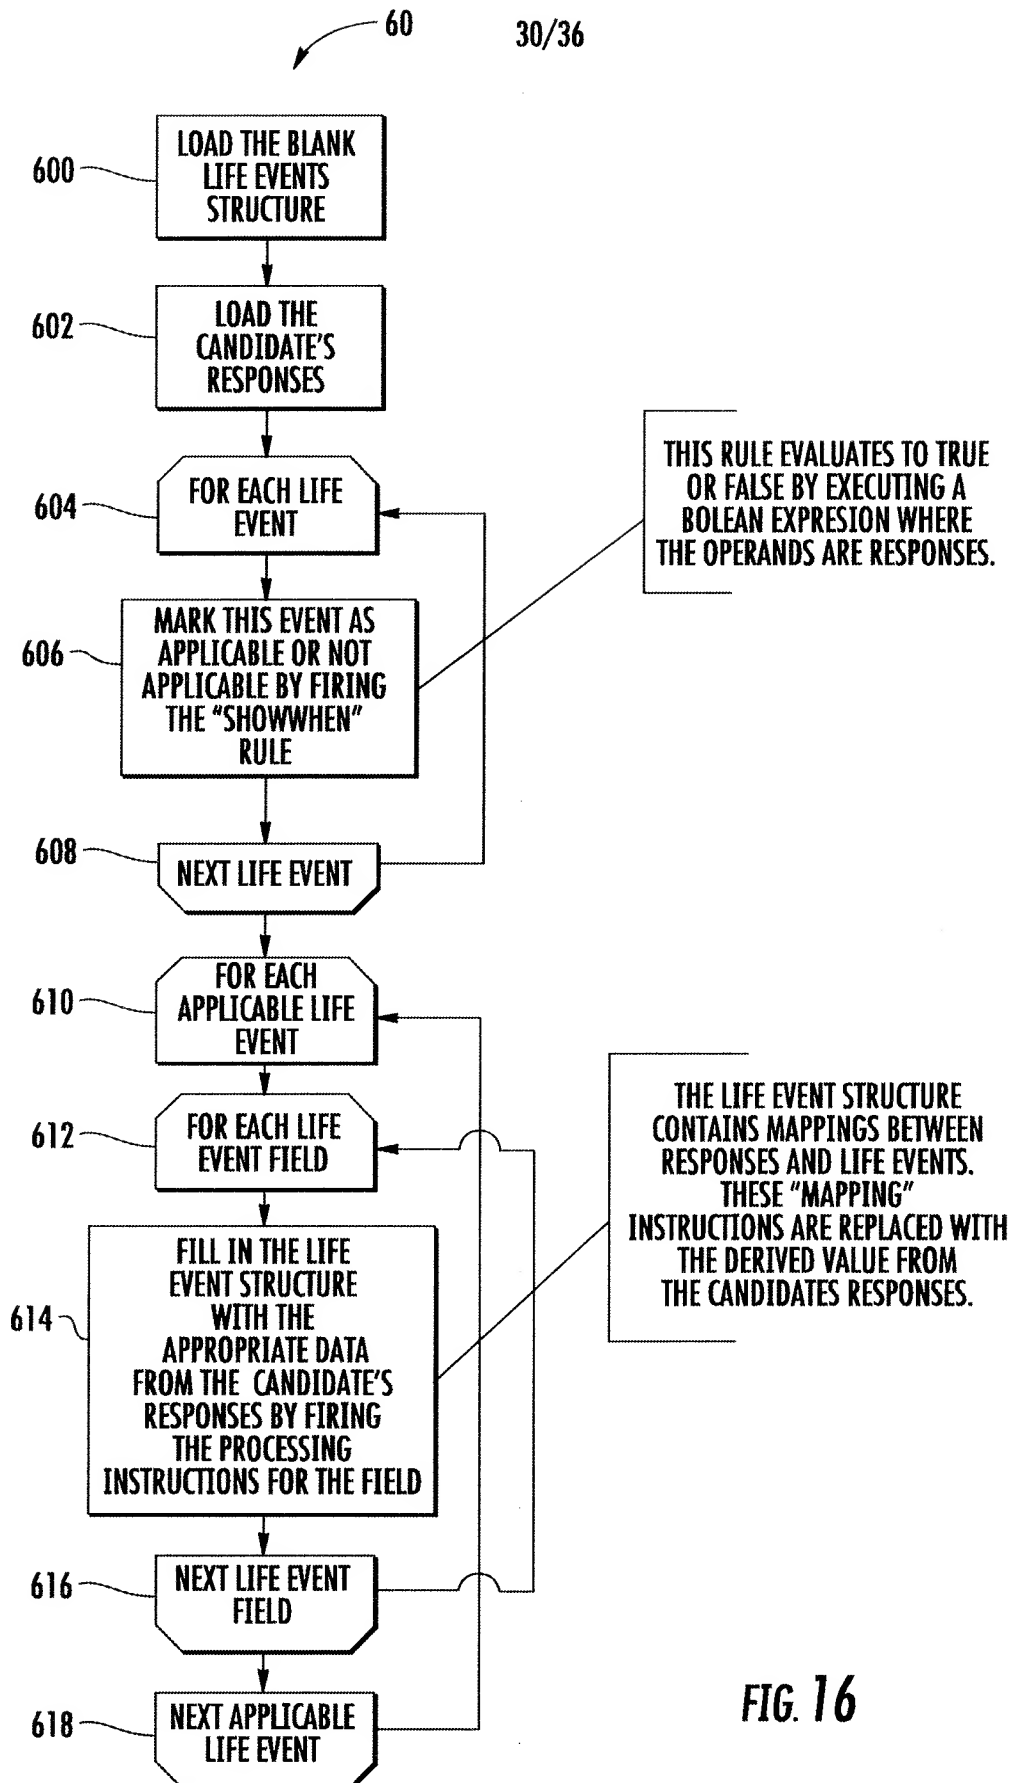 60
30/36
600
LOAD THE BLANK
LIFE EVENTS
STRUCTURE
602
LOAD THE
CANDIDATE'S
RESPONSES
604
FOR EACH LIFE
EVENT
THIS RULE EVALUATES TO TRUE
OR FALSE BY EXECUTING A
BOLEAN EXPRESION WHERE
THE OPERANDS ARE RESPONSES.
606
MARK THIS EVENT AS
APPLICABLE OR NOT
APPLICABLE BY FIRING
THE "SHOWWHEN"
RULE
608
NEXT LIFE EVENT
610
FOR EACH
APPLICABLE LIFE
EVENT
612
FOR EACH LIFE
EVENT FIELD
THE LIFE EVENT STRUCTURE
CONTAINS MAPPINGS BETWEEN
RESPONSES AND LIFE EVENTS.
THESE "MAPPING"
INSTRUCTIONS ARE REPLACED WITH
THE DERIVED VALUE FROM
THE CANDIDATES RESPONSES.
614
FILL IN THE LIFE
EVENT STRUCTURE
WITH THE
APPROPRIATE DATA
FROM THE CANDIDATE'S
RESPONSES BY FIRING
THE PROCESSING
INSTRUCTIONS FOR THE FIELD
616
NEXT LIFE EVENT
FIELD
618
NEXT APPLICABLE
LIFE EVENT
FIG. 16